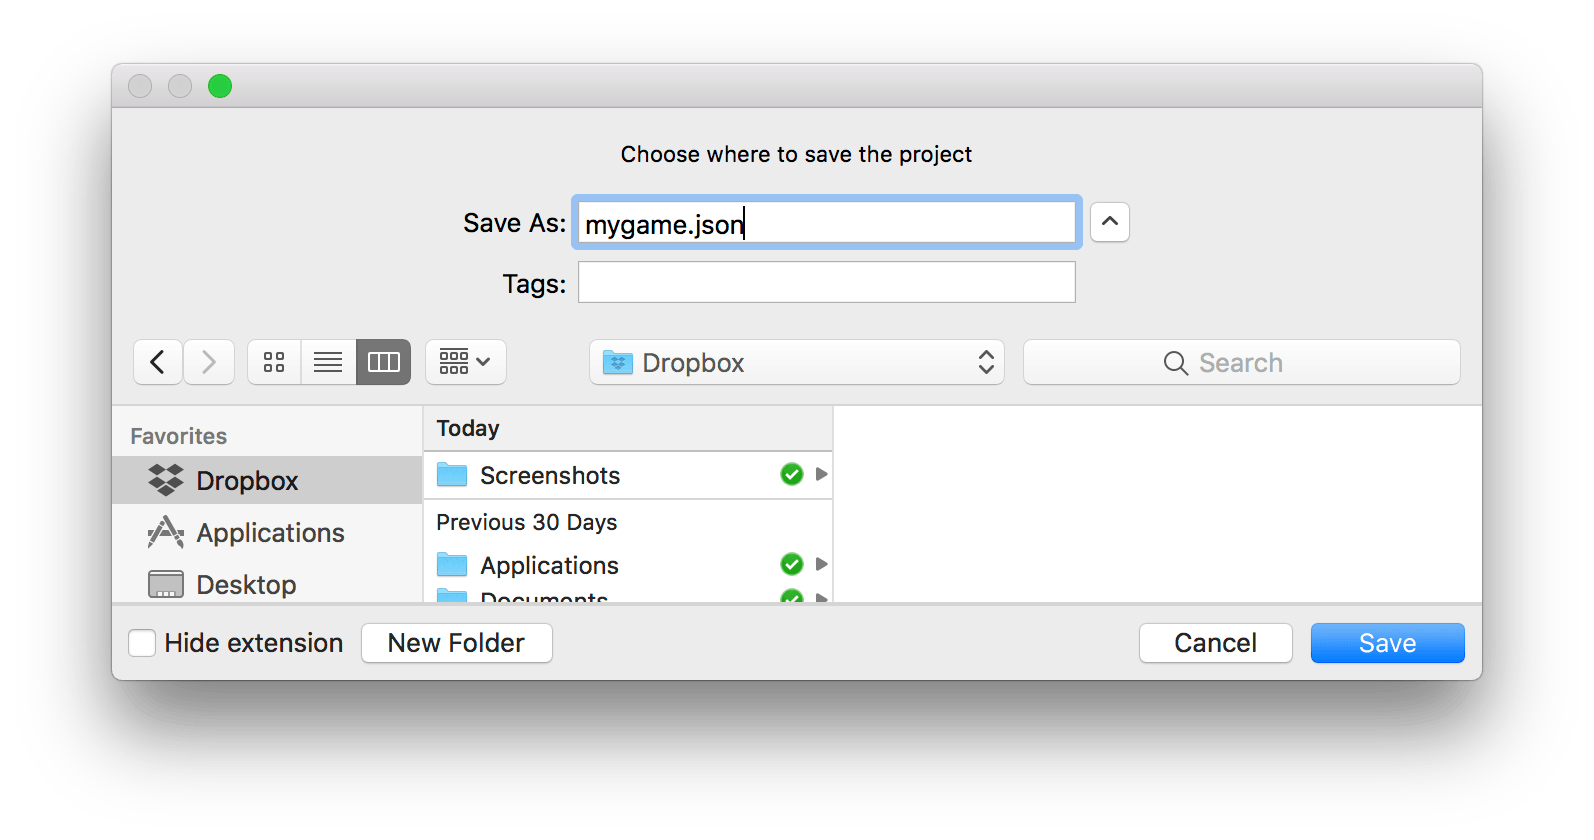 Choose where to save the project
Save As: mygame.json
Tags:
Dropbox
Search
Favorites
Dropbox
Applications
Desktop
Today
Screenshots
Previous 30 Days
Applications
Documents
Hide extension
New Folder
Cancel
Save